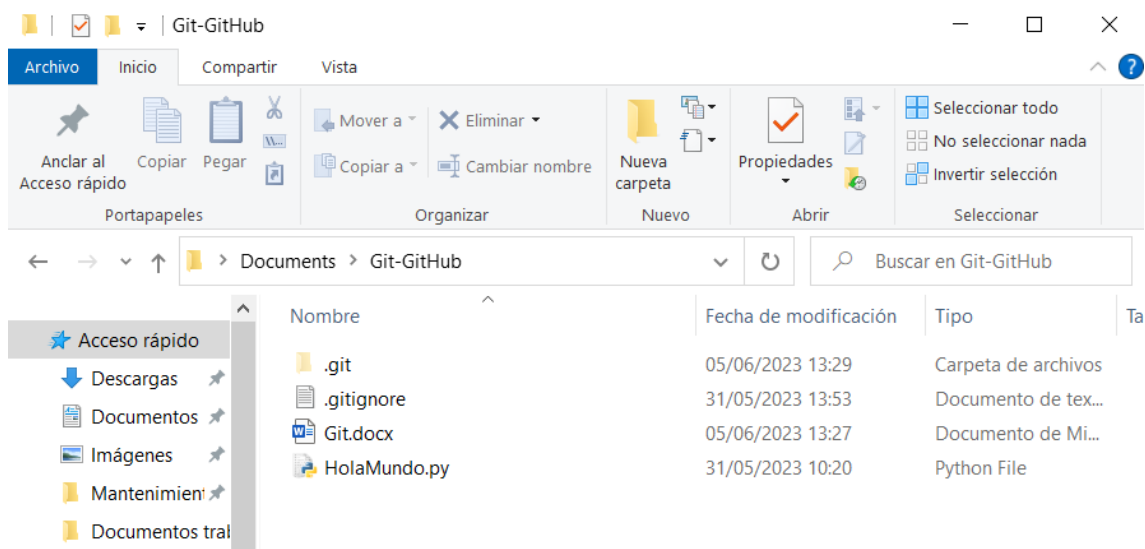 Git-GitHub
Archivo Inicio Compartir Vista
Anclar al
Acceso rápido
Copiar
Pegar
Portapapeles
Mover a
Copiar a
Eliminar
Cambiar nombre
Organizar
Nueva
carpeta
Nuevo
Propiedades
Abrir
Seleccionar todo
No seleccionar nada
Invertir selección
Seleccionar
Documents > Git-GitHub
Buscar en Git-GitHub
Acceso rápido
Descargas
Documentos
Imágenes
Mantenimient
Documentos tral
Nombre Fecha de modificación Tipo Ta
.git 05/06/2023 13:29 Carpeta de archivos
.gitignore 31/05/2023 13:53 Documento de tex...
Git.docx 05/06/2023 13:27 Documento de Mi...
HolaMundo.py 31/05/2023 10:20 Python File